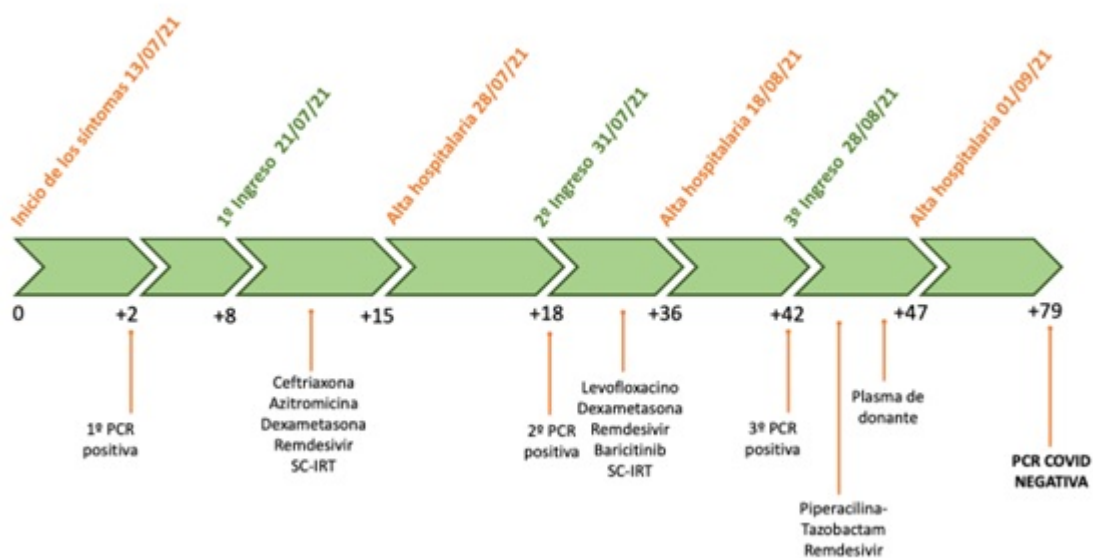 Inicio de los síntomas 13/07/21
1º Ingreso 21/07/21
Alta hospitalaria 28/07/21
2º Ingreso 31/07/21
Alta hospitalaria 18/08/21
3º Ingreso 28/08/21
Alta hospitalaria 01/09/21
0
+2
+8
+15
+18
+36
+42
+47
+79
1º PCR
positiva
Ceftriaxona
Azitromicina
Dexametasona
Remdesivir
SC-IRT
2º PCR
positiva
Levofloxacino
Dexametasona
Remdesivir
Baricitinib
SC-IRT
3º PCR
positiva
Piperacilina-
Tazobactam
Remdesivir
Plasma de
donante
PCR COVID
NEGATIVA